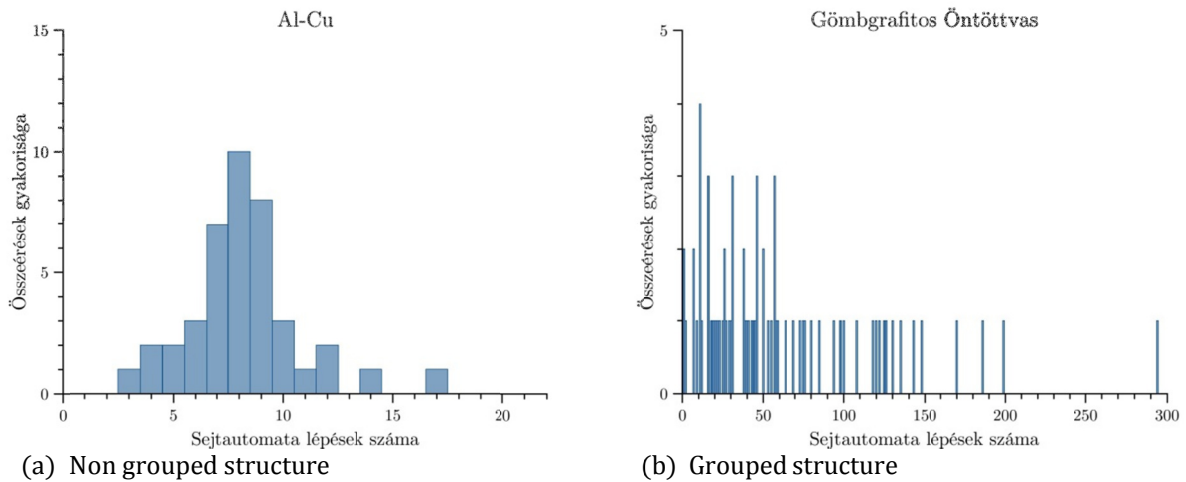 Al-Cu
15
10
5
0
Összeérések gyakorisága
0 5 10 15 20
Sejtautomata lépések száma
(a) Non grouped structure
Gömbgrafitos Öntöttvas
5
0
Összeérések gyakorisága
0 50 100 150 200 250 300
Sejtautomata lépések száma
(b) Grouped structure